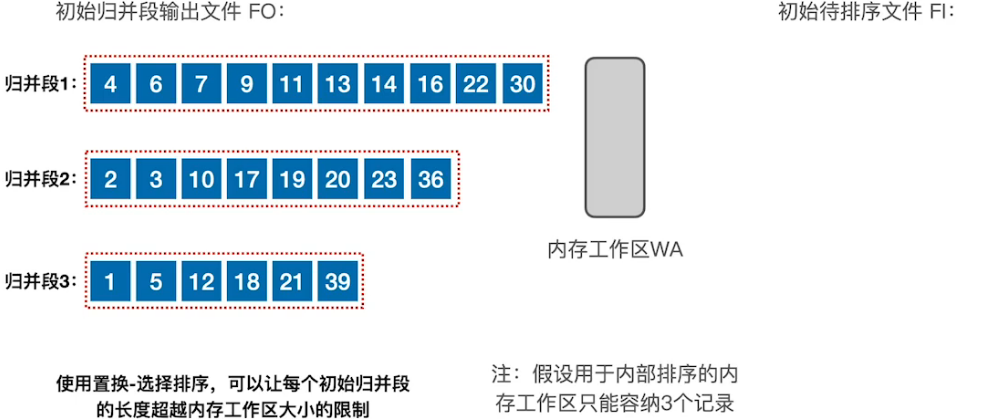 初始归并段输出文件 FO：
初始待排序文件 FI：
归并段1：
4 6 7 9 11 13 14 16 22 30
归并段2：
2 3 10 17 19 20 23 36
内存工作区WA
归并段3：
1 5 12 18 21 39
使用置换-选择排序，可以让每个初始归并段
的长度超越内存工作区大小的限制
注：假设用于内部排序的内
存工作区只能容纳3个记录